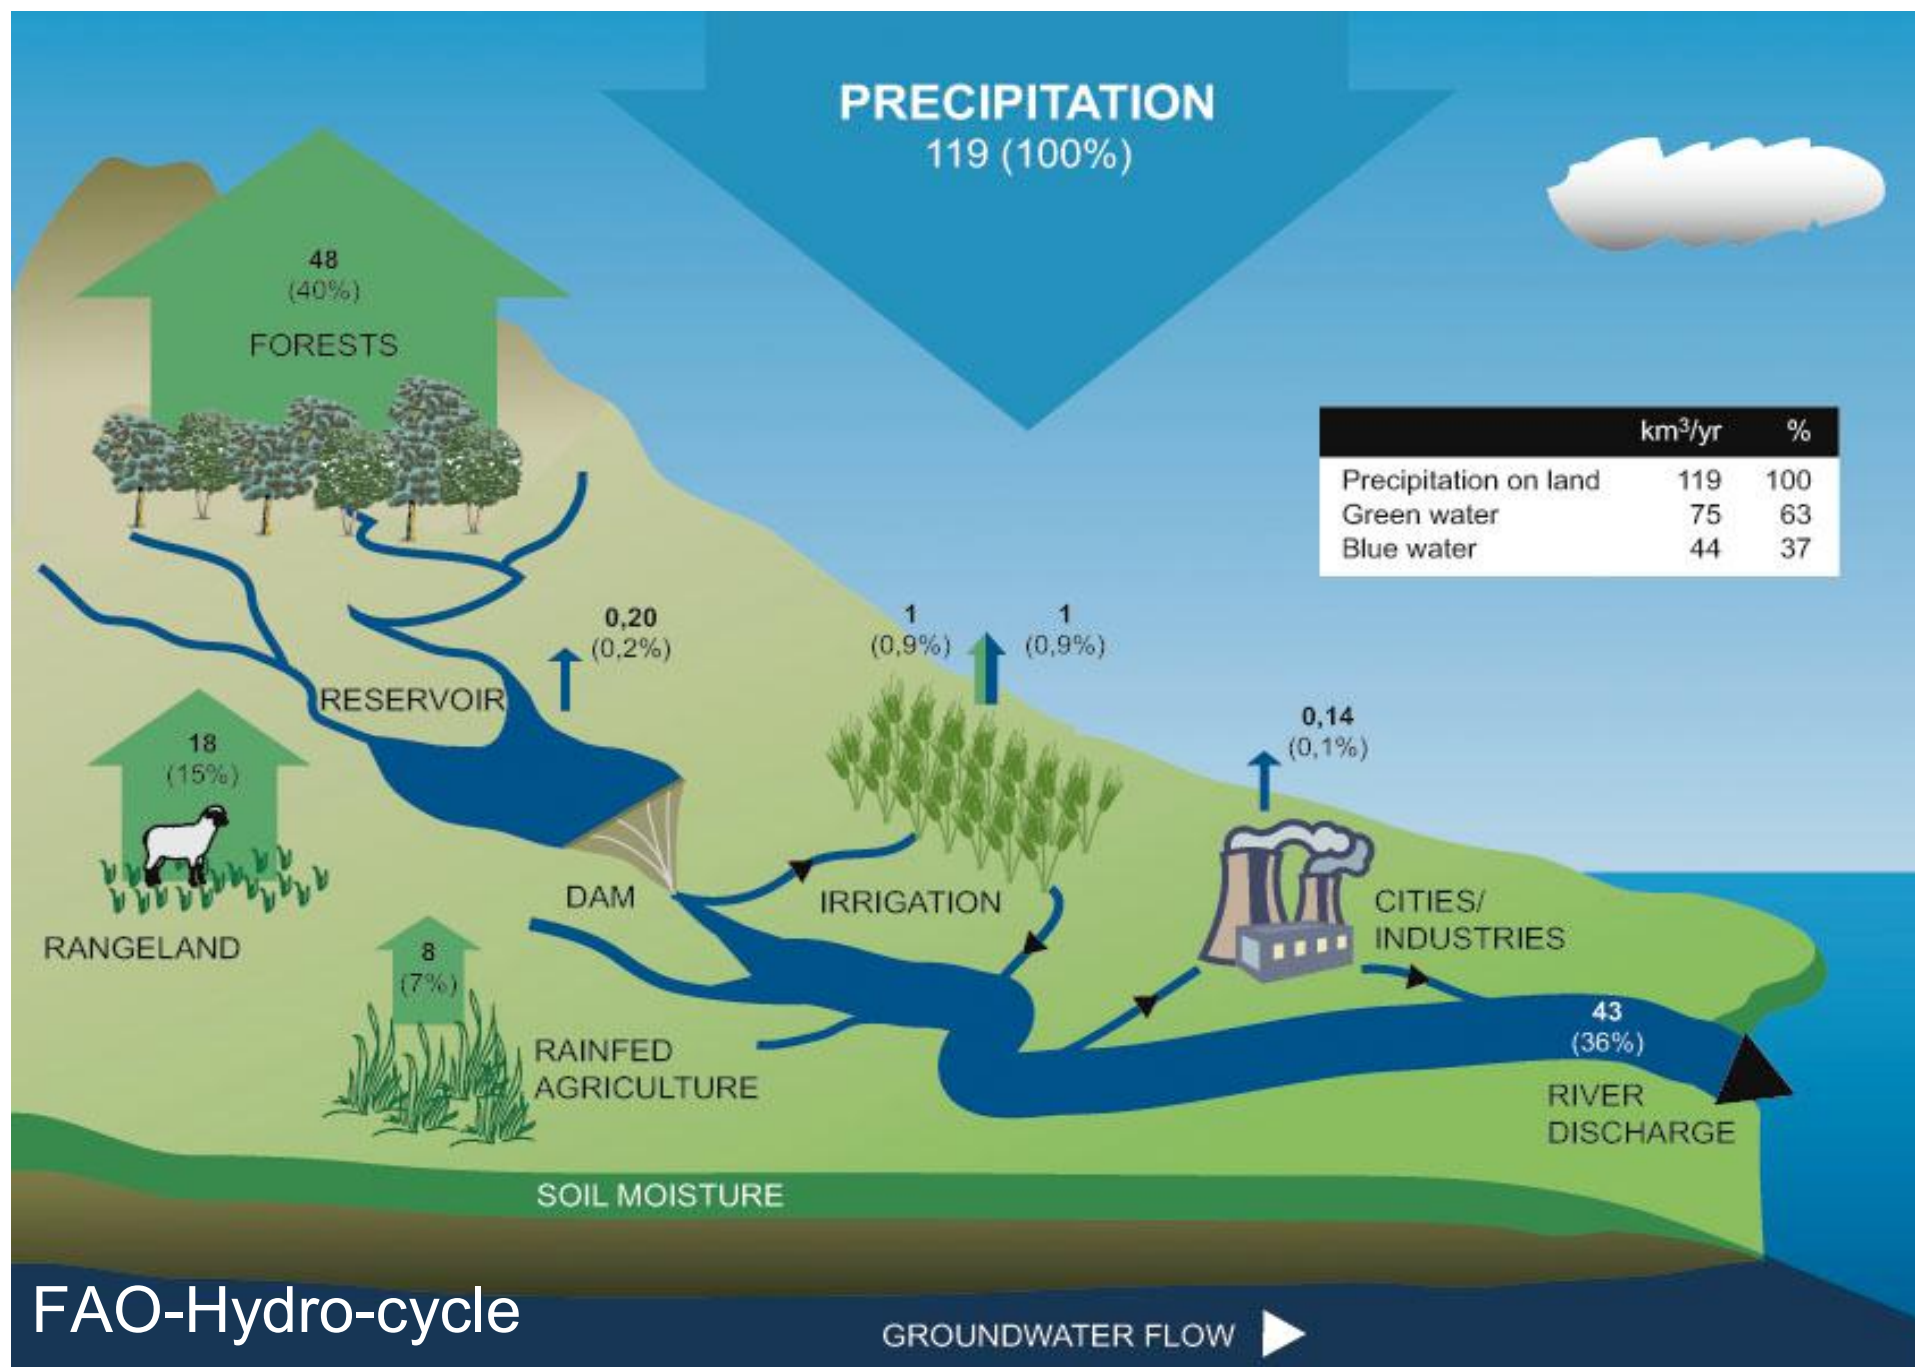 PRECIPITATION
119 (100%)
48
(40%)
FORESTS
km³/yr %
Precipitation on land 119 100
Green water 75 63
Blue water 44 37
0,20
(0,2%)
1
(0,9%)
1
(0,9%)
RESERVOIR
18
(15%)
0,14
(0,1%)
DAM
IRRIGATION
CITIES/
INDUSTRIES
RANGELAND
8
(7%)
43
(36%)
RAINFED
AGRICULTURE
RIVER
DISCHARGE
SOIL MOISTURE
FAO-Hydro-cycle
GROUNDWATER FLOW